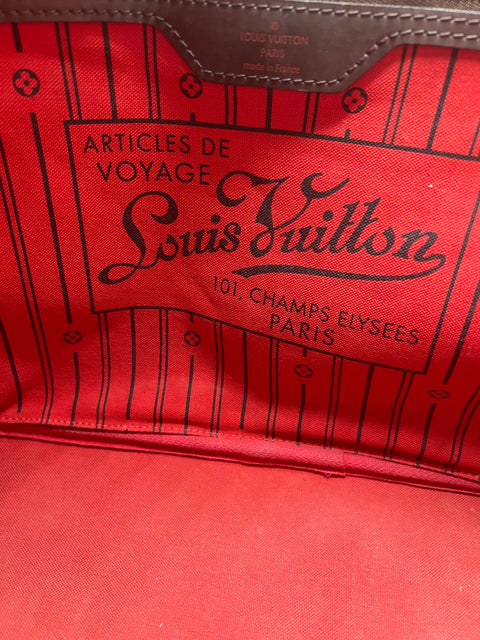 LOUIS VUITTON
PARIS
made in France
ARTICLES DE
VOYAGE
Louis Vuitton
101, CHAMPS ELYSEES
PARIS